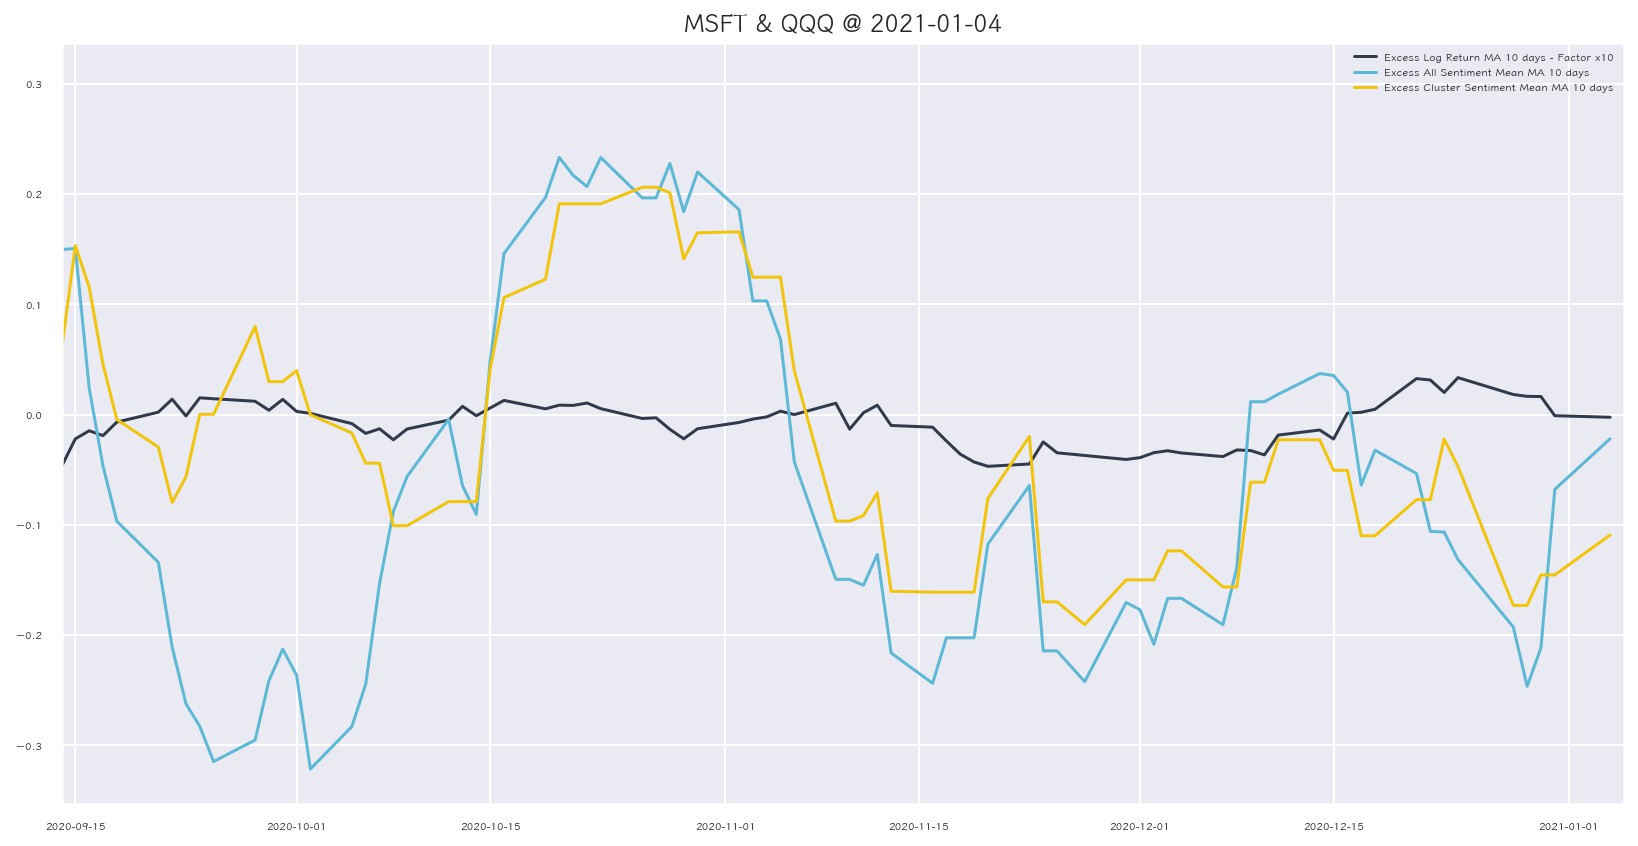 MSFT & QQQ @ 2021-01-04
Excess Log Return MA 10 days - Factor x10
Excess All Sentiment Mean MA 10 days
Excess Cluster Sentiment Mean MA 10 days
0.3
0.2
0.1
0.0
−0.1
−0.2
−0.3
2020-09-15 2020-10-01 2020-10-15 2020-11-01 2020-11-15 2020-12-01 2020-12-15 2021-01-01